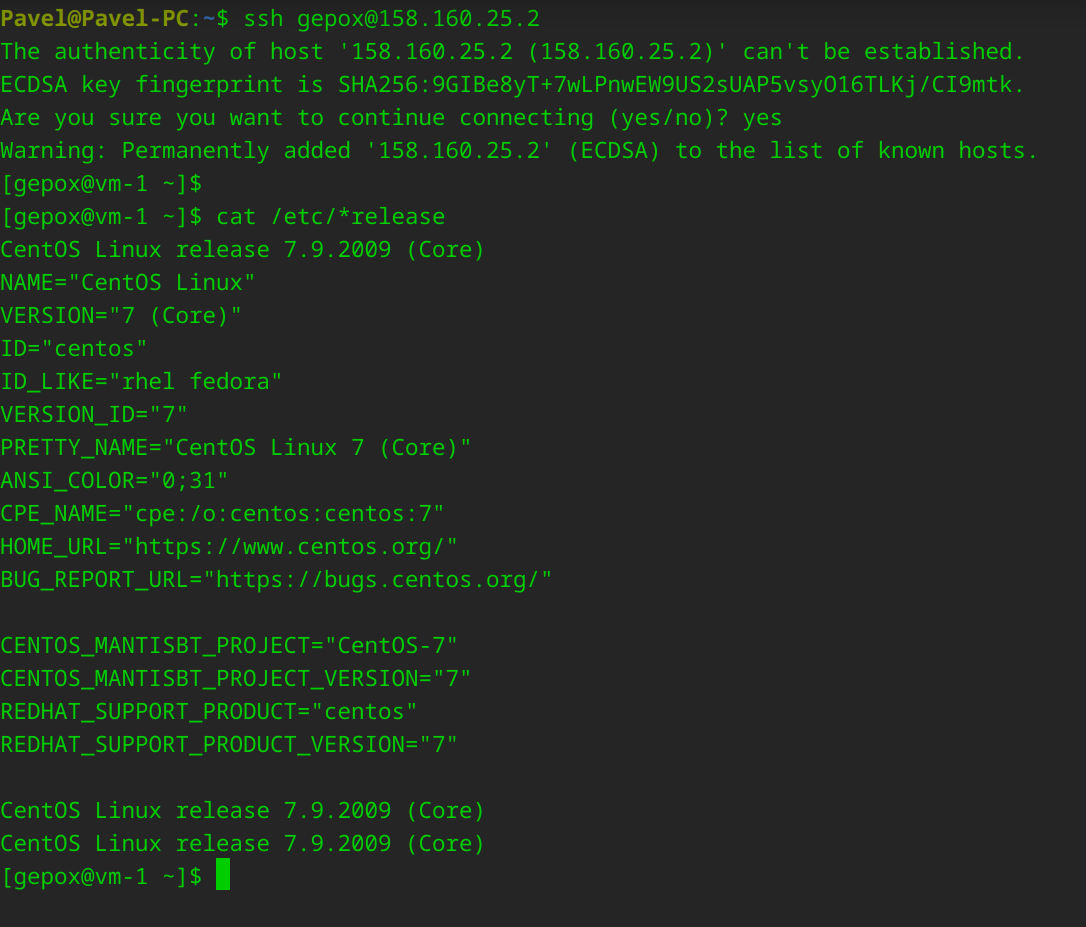 Pavel@Pavel-PC:~$ ssh gepox@158.160.25.2
The authenticity of host '158.160.25.2 (158.160.25.2)' can't be established.
ECDSA key fingerprint is SHA256:9GIBe8yT+7wLPnwEW9US2sUAP5vsyO16TLKj/CI9mtk.
Are you sure you want to continue connecting (yes/no)? yes
Warning: Permanently added '158.160.25.2' (ECDSA) to the list of known hosts.
[gepox@vm-1 ~]$
[gepox@vm-1 ~]$ cat /etc/*release
CentOS Linux release 7.9.2009 (Core)
NAME="CentOS Linux"
VERSION="7 (Core)"
ID="centos"
ID_LIKE="rhel fedora"
VERSION_ID="7"
PRETTY_NAME="CentOS Linux 7 (Core)"
ANSI_COLOR="0;31"
CPE_NAME="cpe:/o:centos:centos:7"
HOME_URL="https://www.centos.org/"
BUG_REPORT_URL="https://bugs.centos.org/"

CENTOS_MANTISBT_PROJECT="CentOS-7"
CENTOS_MANTISBT_PROJECT_VERSION="7"
REDHAT_SUPPORT_PRODUCT="centos"
REDHAT_SUPPORT_PRODUCT_VERSION="7"

CentOS Linux release 7.9.2009 (Core)
CentOS Linux release 7.9.2009 (Core)
[gepox@vm-1 ~]$